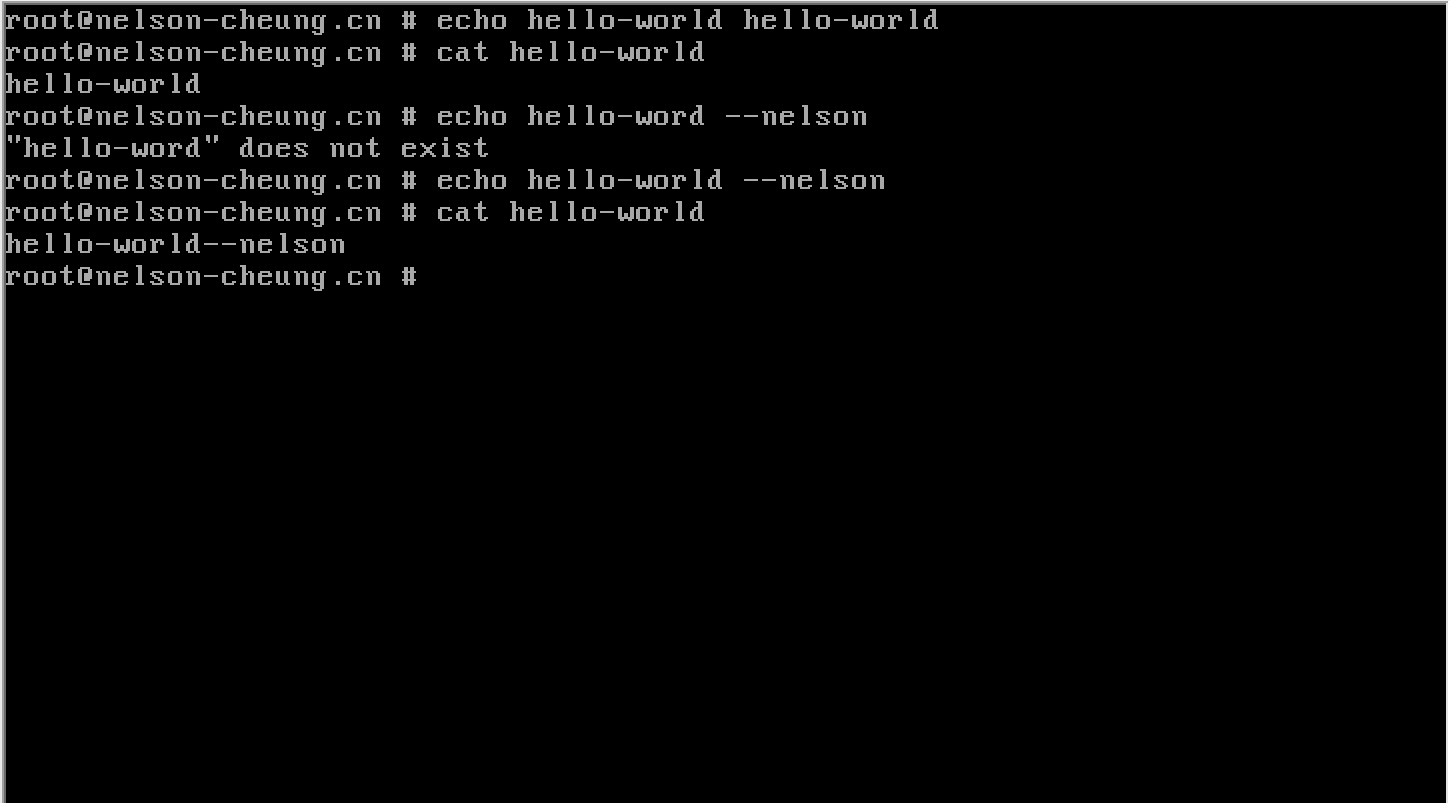 root@nelson-cheung.cn # echo hello-world hello-world
root@nelson-cheung.cn # cat hello-world
hello-world
root@nelson-cheung.cn # echo hello-word --nelson
"hello-word" does not exist
root@nelson-cheung.cn # echo hello-world --nelson
root@nelson-cheung.cn # cat hello-world
hello-world--nelson
root@nelson-cheung.cn #